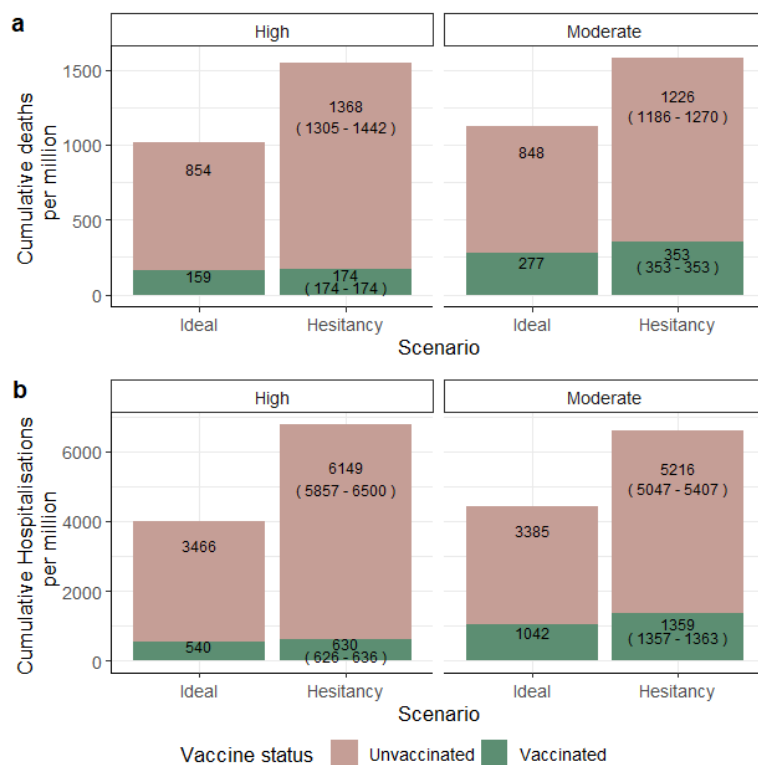 a
High
Moderate
Cumulative deaths
per million
1500
1000
500
0
854
159
1368
( 1305 - 1442 )
174
( 174 - 174 )
848
277
1226
( 1186 - 1270 )
353
( 353 - 353 )
Ideal
Hesitancy
Ideal
Hesitancy
Scenario
b
High
Moderate
Cumulative Hospitalisations
per million
6000
4000
2000
0
3466
540
6149
( 5857 - 6500 )
630
( 626 - 636 )
3385
1042
5216
( 5047 - 5407 )
1359
( 1357 - 1363 )
Ideal
Hesitancy
Ideal
Hesitancy
Scenario
Vaccine status
Unvaccinated
Vaccinated